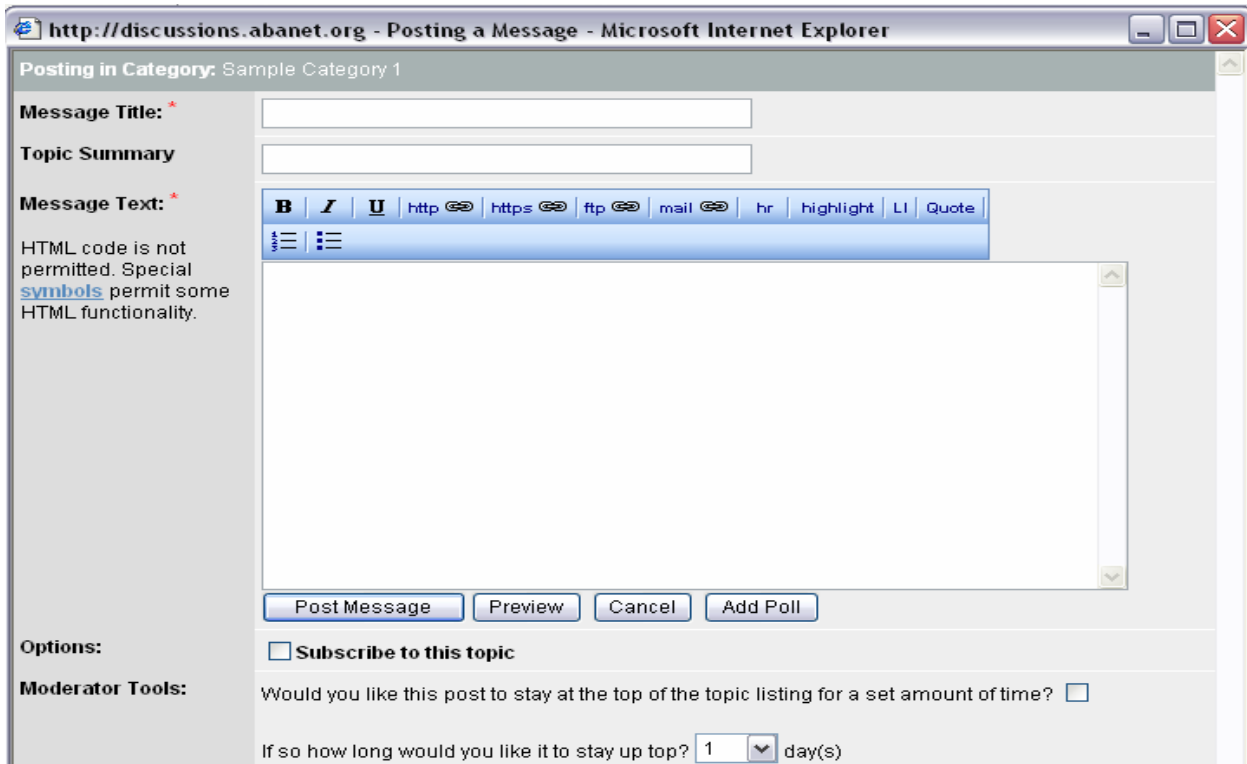 http://discussions.abanet.org - Posting a Message - Microsoft Internet Explorer
Posting in Category: Sample Category 1
Message Title: *
Topic Summary
Message Text: *
B I U http https ftp mail hr highlight LI Quote
HTML code is not
permitted. Special
symbols permit some
HTML functionality.
Post Message Preview Cancel Add Poll
Options:
Subscribe to this topic
Moderator Tools:
Would you like this post to stay at the top of the topic listing for a set amount of time?
If so how long would you like it to stay up top? 1 day(s)